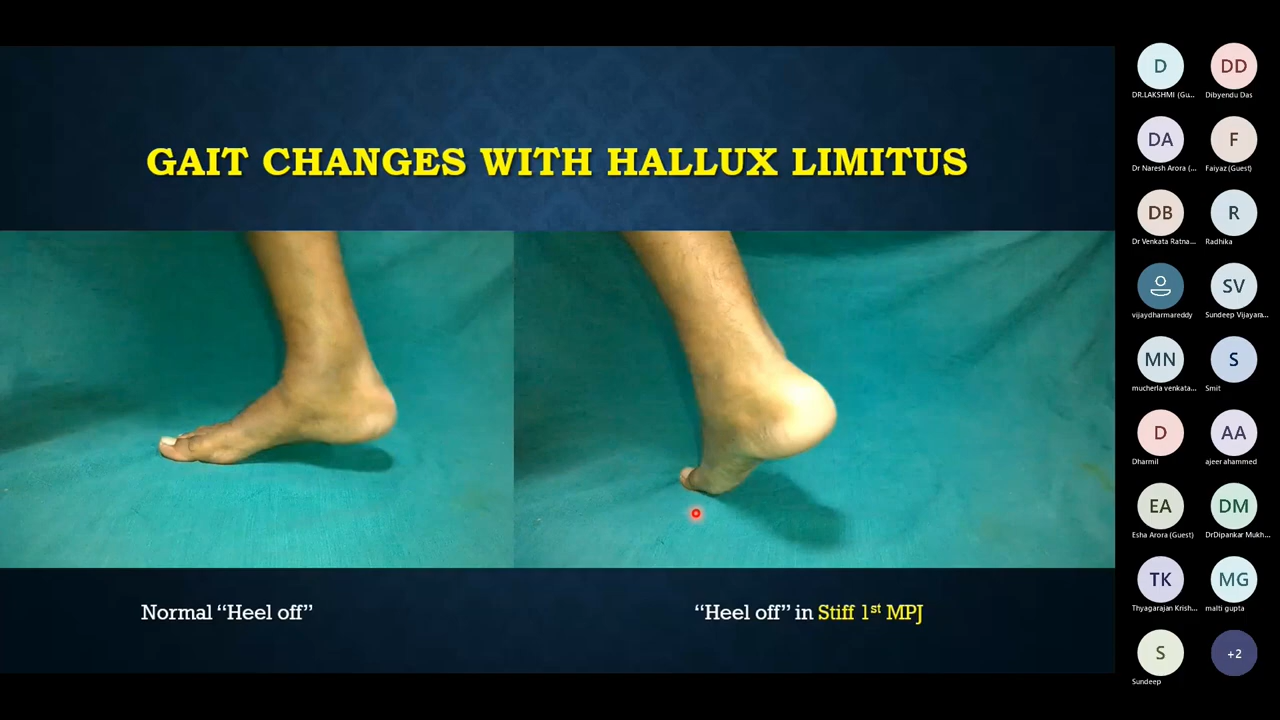 GAIT CHANGES WITH HALLUX LIMITUS
Normal “Heel off”
“Heel off” in Stiff 1st MPJ
D
DR.LAKSHMI (Gu...
DD
Dibyendu Das
DA
Dr Naresh Arora (...
F
Faiyaz (Guest)
DB
Dr Venkata Ratna...
R
Radhika
vijaydharmareddy
SV
Sundeep Vijayara...
MN
mucherla venkata...
S
Smit
D
Dharmil
AA
ajeer ahammed
EA
Esha Arora (Guest)
DM
DrDipankar Mukh...
TK
Thyagarajan Krish...
MG
malti gupta
S
Sundeep
+2